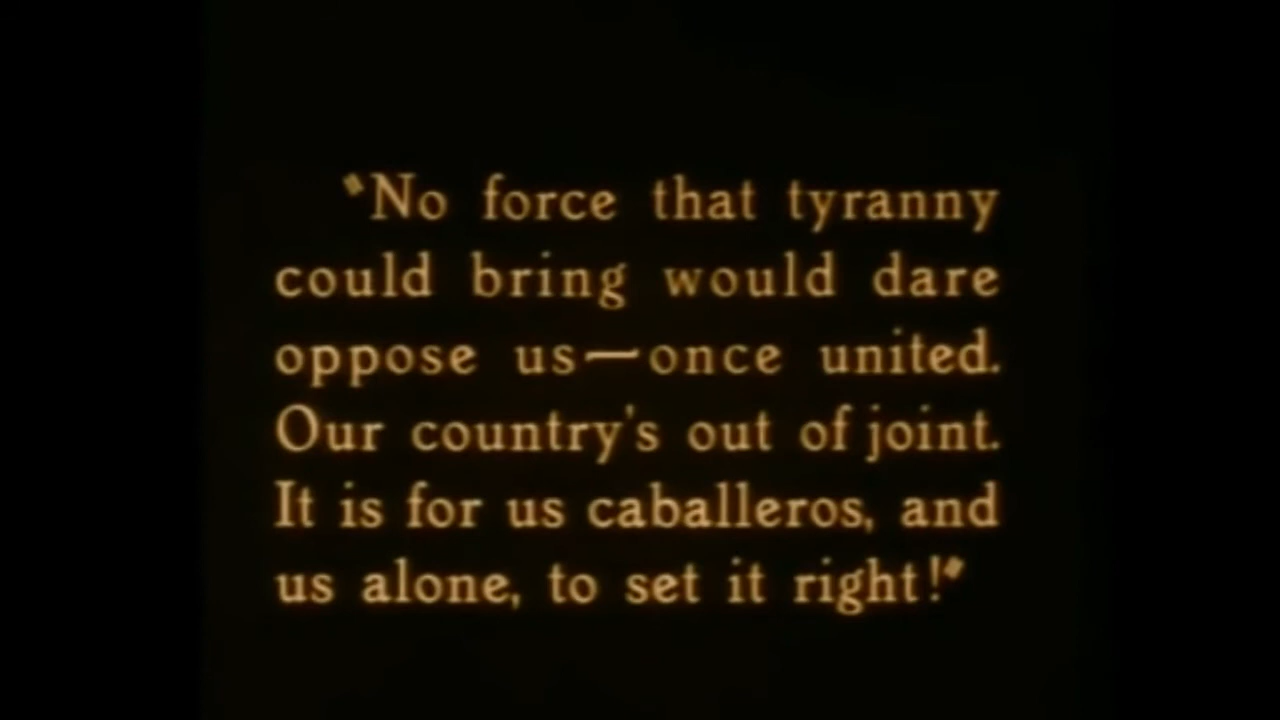 "No force that tyranny
could bring would dare
oppose us—once united.
Our country's out of joint.
It is for us caballeros, and
us alone, to set it right!"